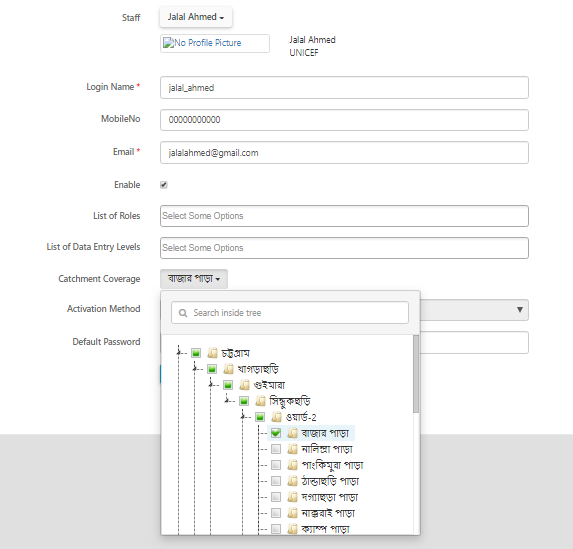 Staff
Jalal Ahmed
No Profile Picture
Jalal Ahmed
UNICEF
Login Name *
jalal_ahmed
MobileNo
00000000000
Email *
jalalahmed@gmail.com
Enable
List of Roles
Select Some Options
List of Data Entry Levels
Select Some Options
Catchment Coverage
বাজার পাড়া
Activation Method
Default Password
Search inside tree
চট্টগ্রাম
খাগড়াছড়ি
গুইমারা
সিন্ধুকছড়ি
ওয়ার্ড-2
বাজার পাড়া
নালিল্লা পাড়া
পাংকিমুরা পাড়া
ঠান্ডাছড়ি পাড়া
দগ্যাছড়া পাড়া
নাক্করাই পাড়া
ক্যাম্প পাড়া